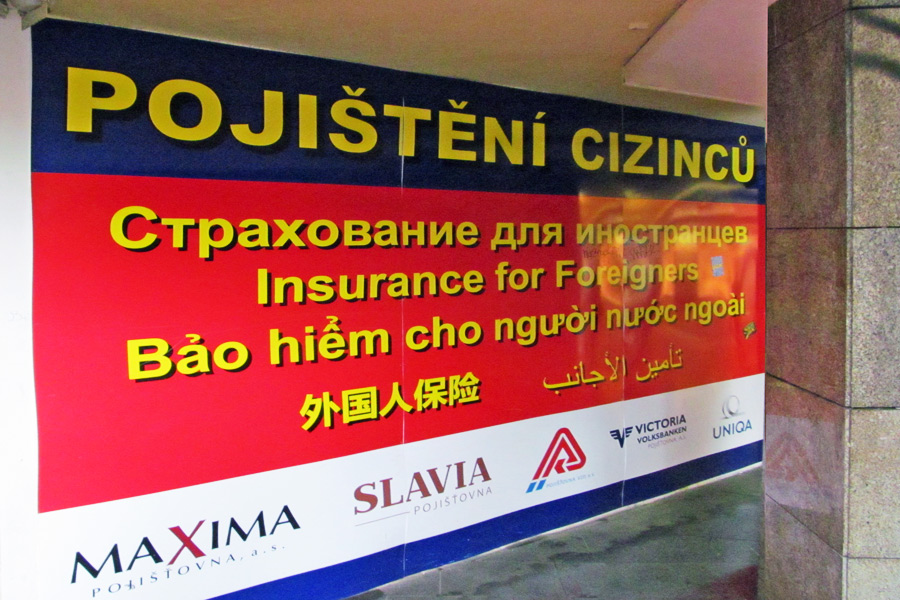 POJIŠTĚNÍ CIZINCŮ
Страхование для иностранцев
Insurance for Foreigners
Bảo hiểm cho người nước ngoài
外国人保险
تأمين الأجانب
MAXIMA
POJIŠŤOVNA, a.s.
SLAVIA
POJIŠŤOVNA
VICTORIA
VOLKSBANKEN
POJIŠŤOVNA, A.S.
UNIQA